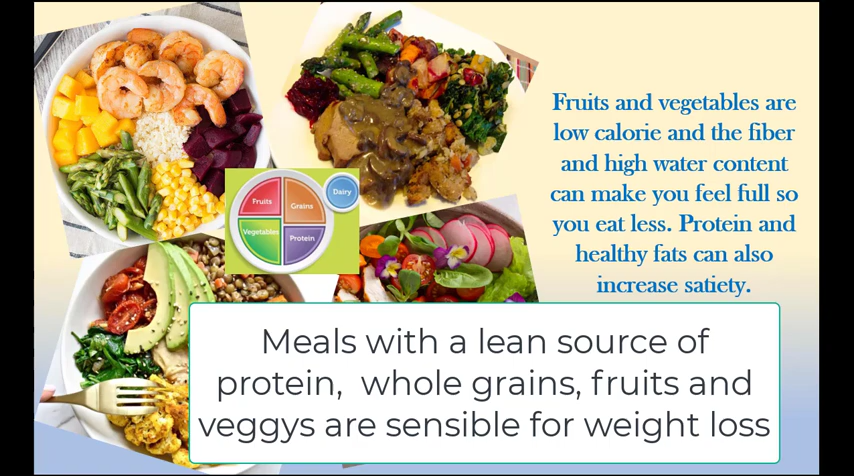 Fruits and vegetables are
low calorie and the fiber
and high water content
can make you feel full so
you eat less. Protein and
healthy fats can also
increase satiety.
Dairy
Fruits
Grains
Vegetables
Protein
Meals with a lean source of
protein, whole grains, fruits and
veggys are sensible for weight loss